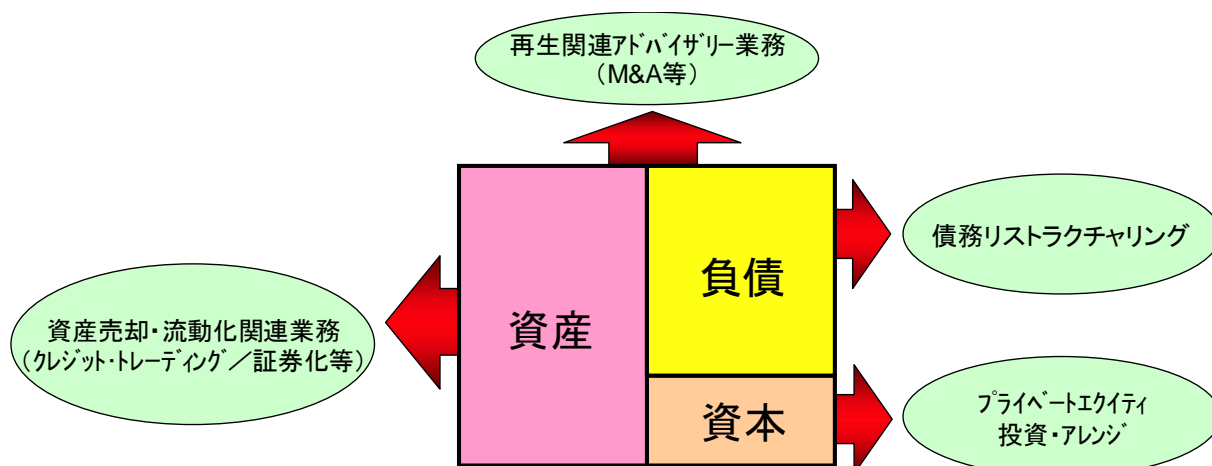 再生関連ｱﾄﾞﾊﾞｲｻﾞﾘｰ業務
（M&A等）
債務リストラクチャリング
負債
資産
資産売却・流動化関連業務
（ｸﾚｼﾞｯﾄ・ﾄﾚｰﾃﾞｨﾝｸﾞ／証券化等）
資本
ﾌﾟﾗｲﾍﾞｰﾄｴｸｲﾃｨ
投資・ｱﾚﾝｼﾞ